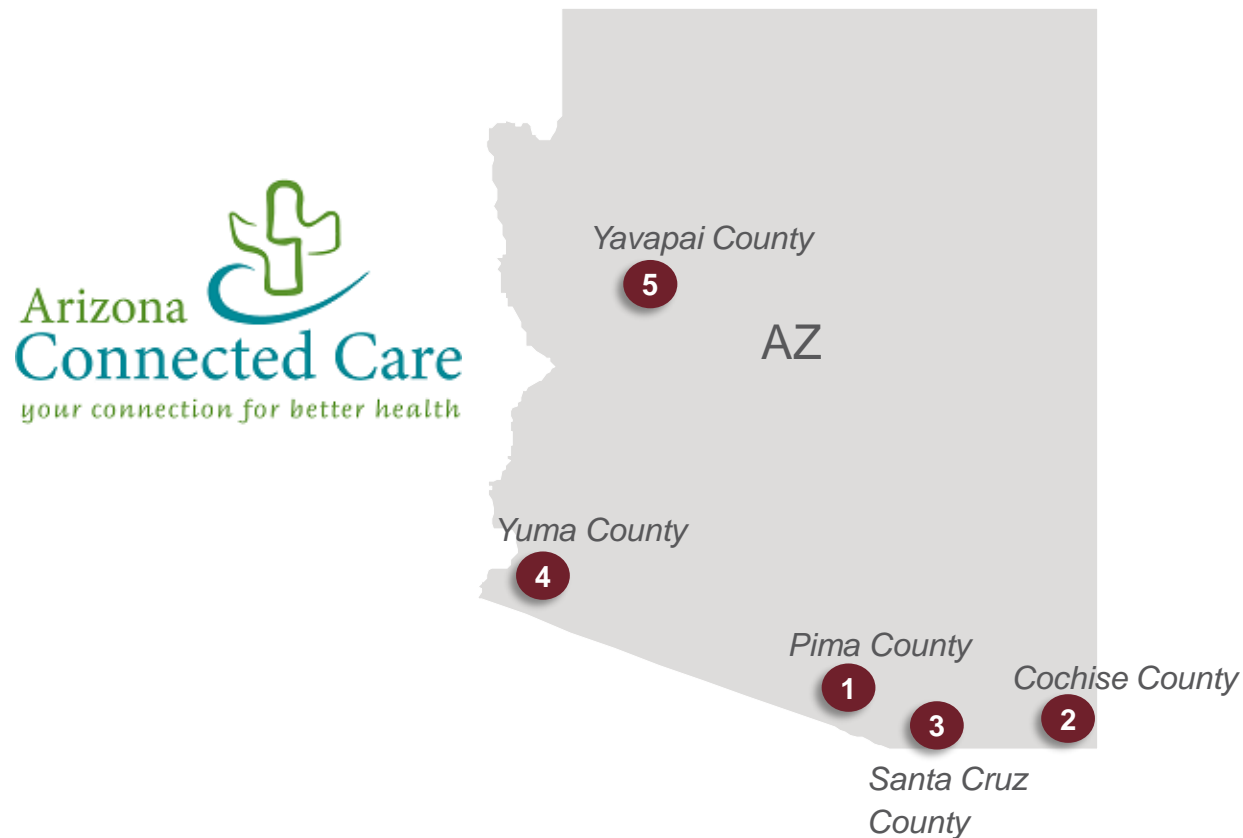 Arizona
Connected Care
your connection for better health
Yavapai County
5
AZ
Yuma County
4
Pima County
1
Cochise County
2
3
Santa Cruz
County